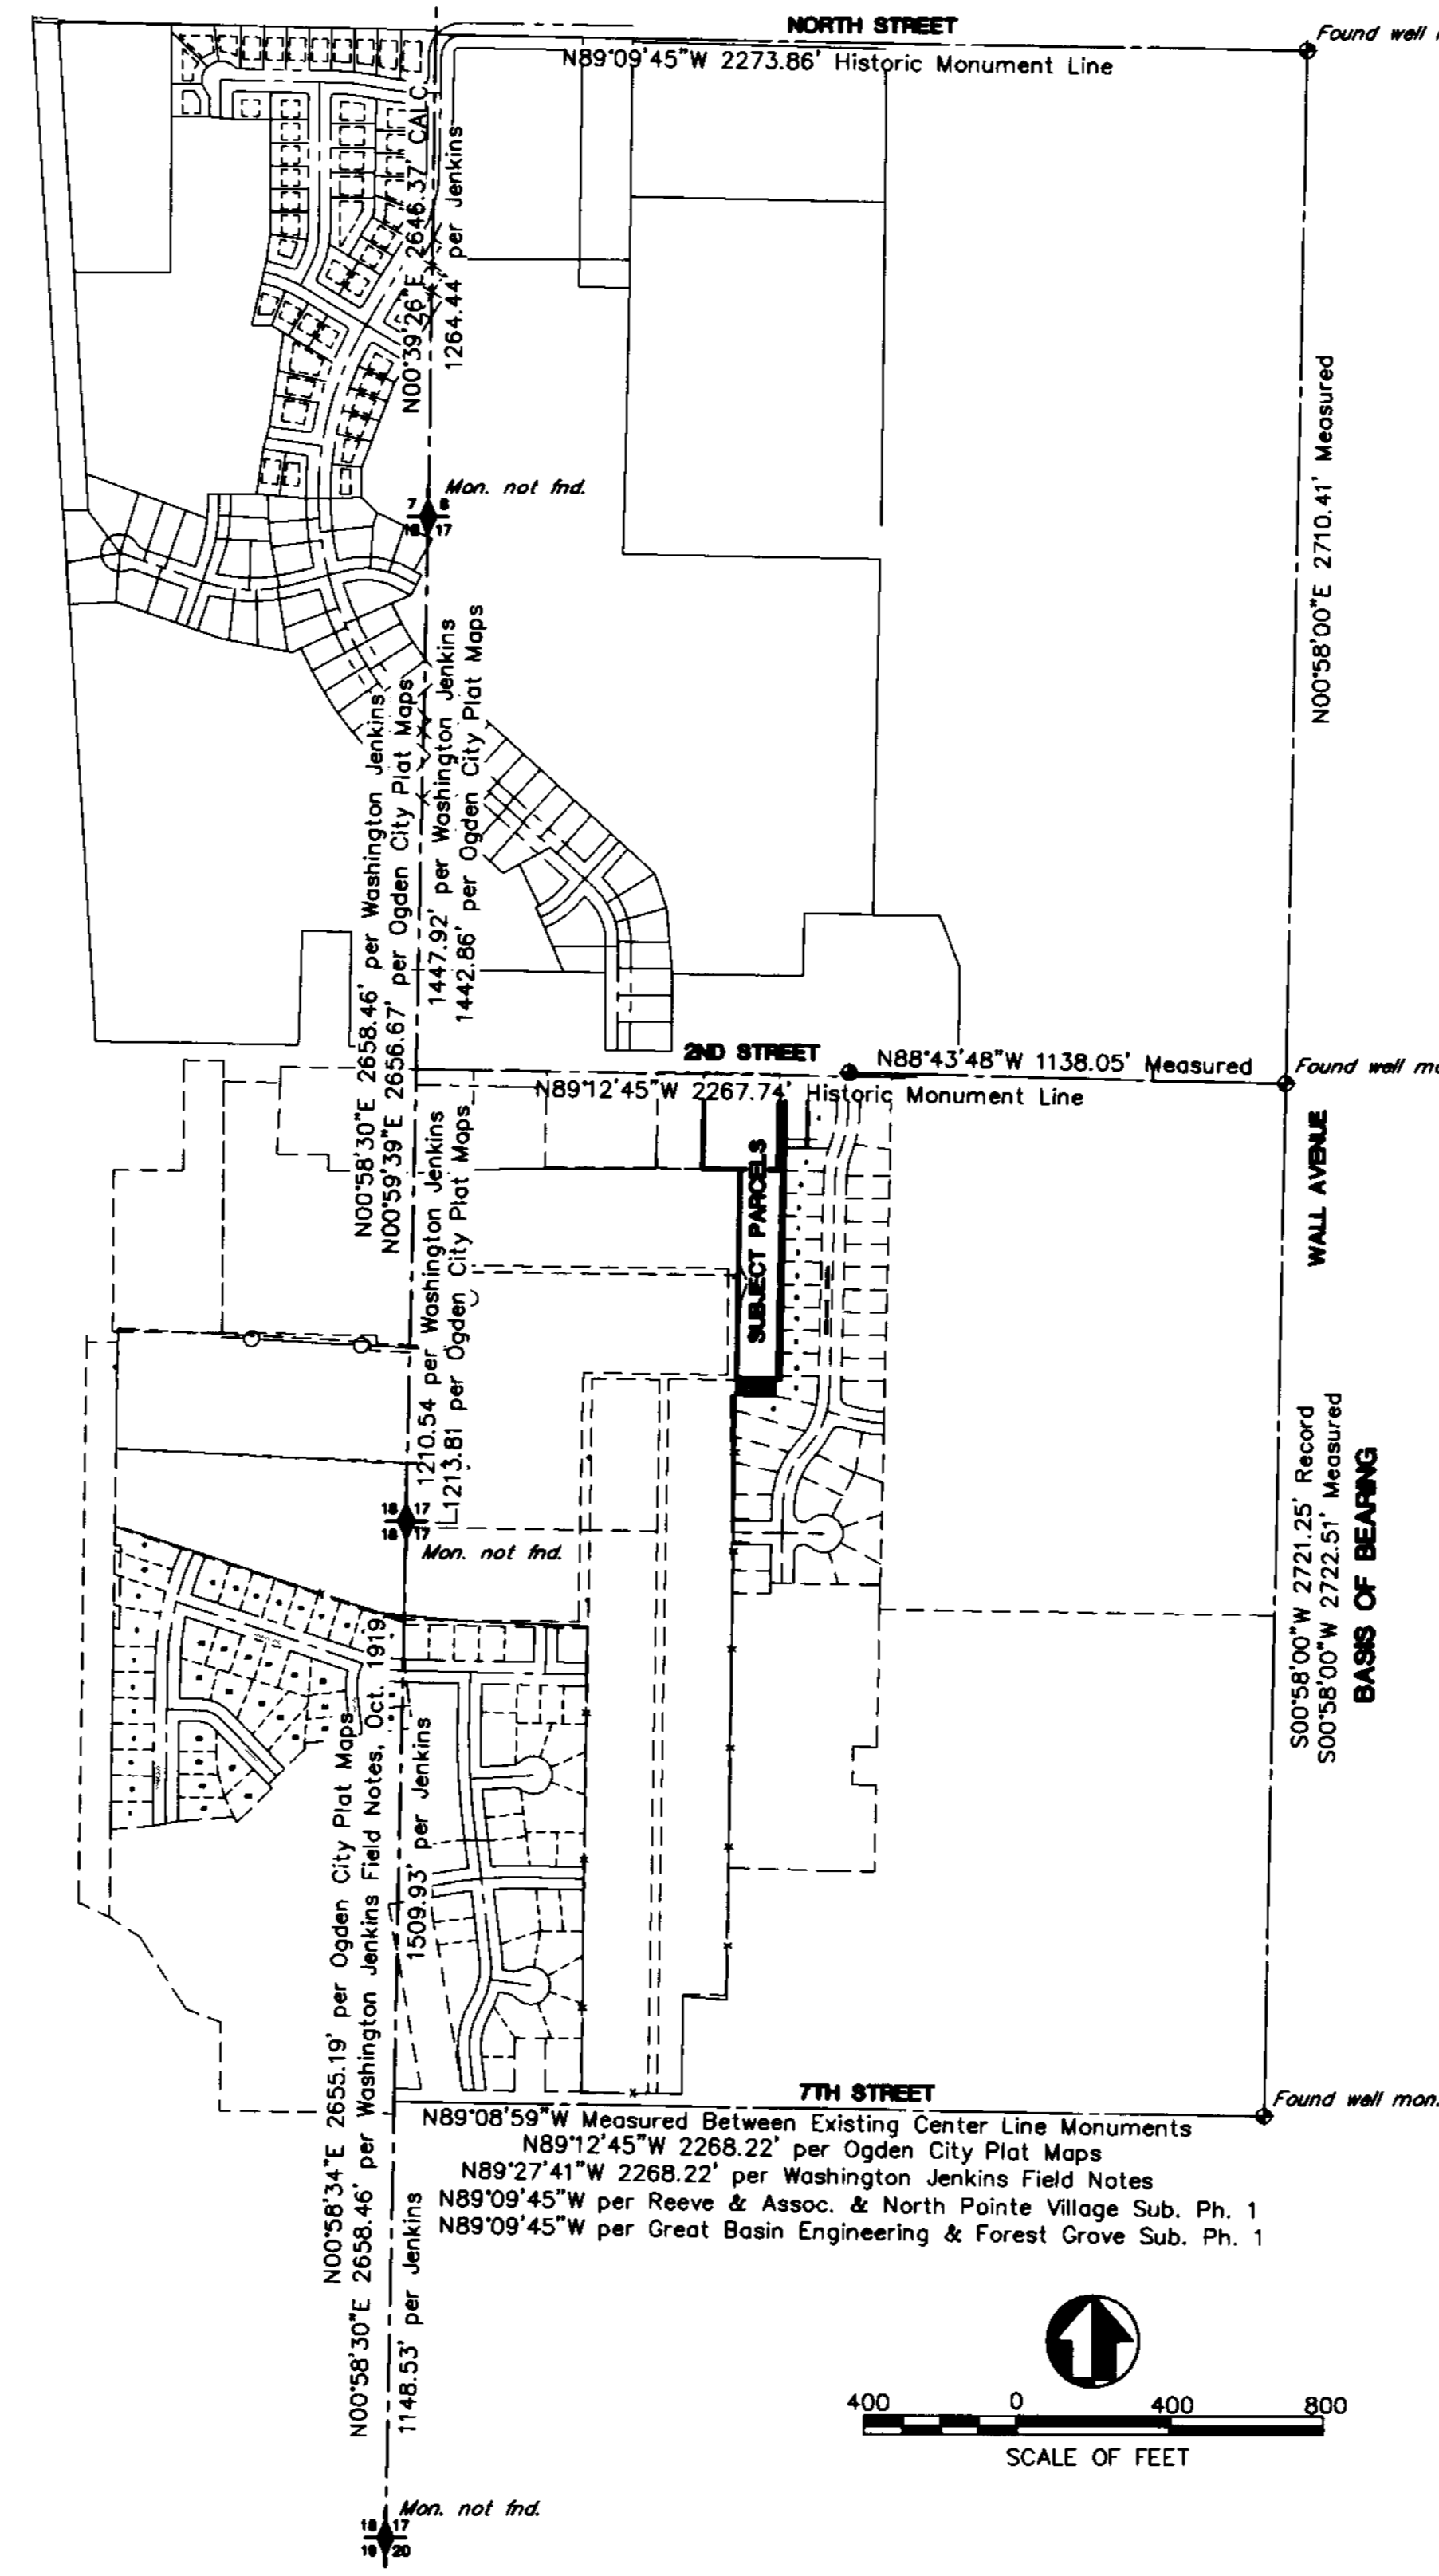 NORTH STREET
Found well
N89°09'45"W 2273.86' Historic Monument Line
N00°39'26"E 2646.37' CALC
1264.44' per Jenkins
N00°58'00"E 2710.41' Measured
Mon. not fnd.
7 8
18 17
N00°58'30"E 2658.46' per Washington Jenkins
N00°59'39"E 2656.67' per Ogden City Plat Maps
1447.92' per Washington Jenkins
1442.86' per Ogden City Plat Maps
2ND STREET
N88°43'48"W 1138.05' Measured
Found well
N89°12'45"W 2267.74' Historic Monument Line
WALL AVENUE
SUBJECT PARCELS
1210.54 per Washington Jenkins
1213.81 per Ogden City Plat Maps
18 17
18 17
Mon. not fnd.
S00°58'00"W 2721.25' Record
S00°58'00"W 2722.51' Measured
BASIS OF BEARING
N00°58'34"E 2655.19' per Ogden City Plat Maps
N00°58'30"E 2658.46' per Washington Jenkins Field Notes, Oct. 1919
1509.93' per Jenkins
7TH STREET
Found well mon.
N89°08'59"W Measured Between Existing Center Line Monuments
N89°12'45"W 2268.22' per Ogden City Plat Maps
N89°27'41"W 2268.22' per Washington Jenkins Field Notes
N89°09'45"W per Reeve & Assoc. & North Pointe Village Sub. Ph. 1
N89°09'45"W per Great Basin Engineering & Forest Grove Sub. Ph. 1
1148.53' per Jenkins
400 0 400 800
SCALE OF FEET
Mon. not fnd.
18 17
19 20